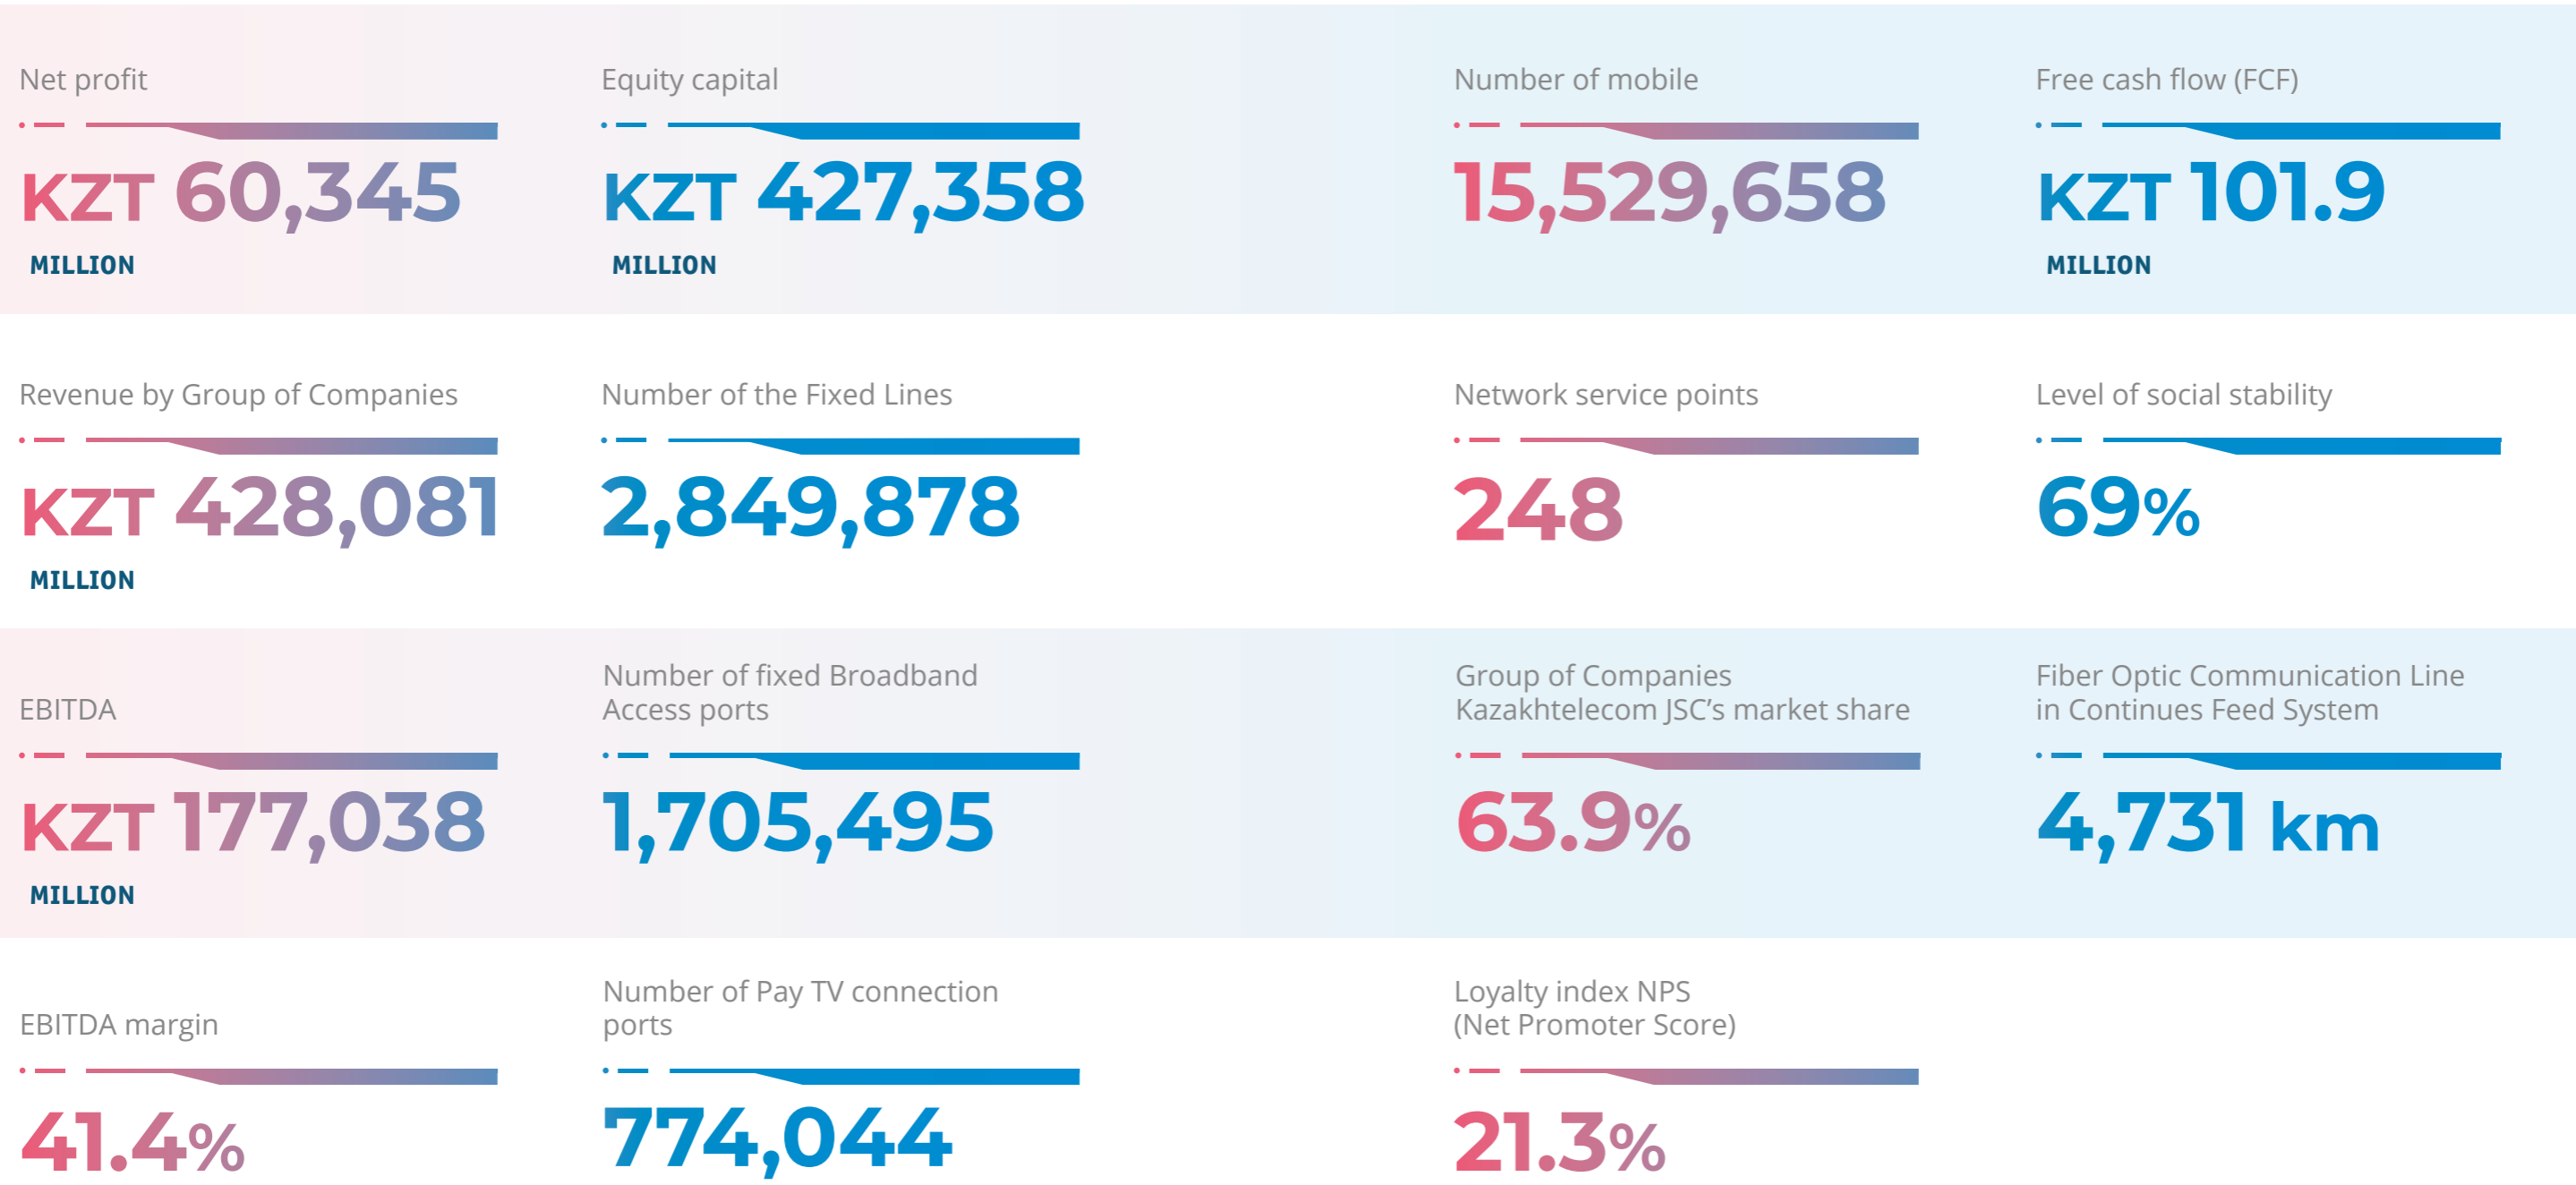 Net profit
KZT 60,345
MILLION
Equity capital
KZT 427,358
MILLION
Number of mobile
15,529,658
Free cash flow (FCF)
KZT 101.9
MILLION
Revenue by Group of Companies
KZT 428,081
MILLION
Number of the Fixed Lines
2,849,878
Network service points
248
Level of social stability
69%
EBITDA
KZT 177,038
MILLION
Number of fixed Broadband
Access ports
1,705,495
Group of Companies
Kazakhtelecom JSC’s market share
63.9%
Fiber Optic Communication Line
in Continues Feed System
4,731 km
EBITDA margin
41.4%
Number of Pay TV connection
ports
774,044
Loyalty index NPS
(Net Promoter Score)
21.3%